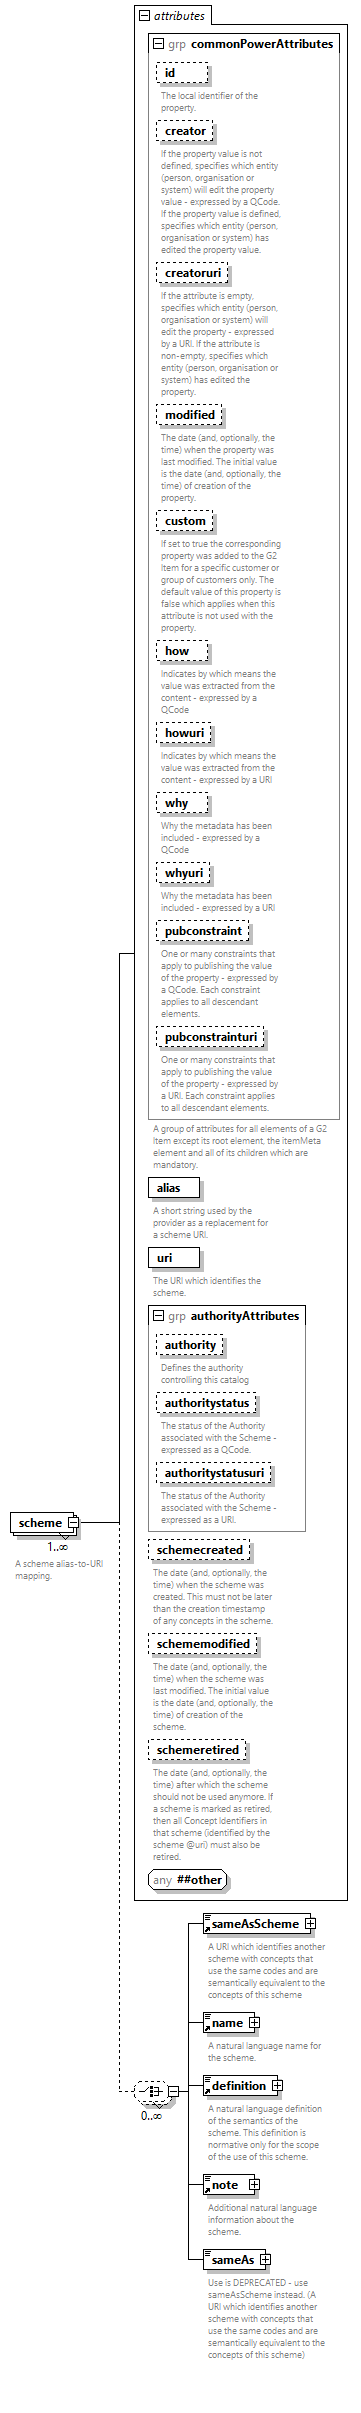 attributes
grp commonPowerAttributes
id
The local identifier of the
property.
creator
If the property value is not
defined, specifies which entity
(person, organisation or
system) will edit the property
value - expressed by a QCode.
If the property value is defined,
specifies which entity (person,
organisation or system) has
edited the property value.
creatoruri
If the attribute is empty,
specifies which entity (person,
organisation or system) will
edit the property - expressed
by a URI. If the attribute is
non-empty, specifies which
entity (person, organisation or
system) has edited the
property.
modified
The date (and, optionally, the
time) when the property was
last modified. The initial value
is the date (and, optionally, the
time) of creation of the
property.
custom
If set to true the corresponding
property was added to the G2
Item for a specific customer or
group of customers only. The
default value of this property is
false which applies when this
attribute is not used with the
property.
how
Indicates by which means the
value was extracted from the
content - expressed by a
QCode
howuri
Indicates by which means the
value was extracted from the
content - expressed by a URI
why
Why the metadata has been
included - expressed by a
QCode
whyuri
Why the metadata has been
included - expressed by a URI
pubconstraint
One or many constraints that
apply to publishing the value
of the property - expressed by
a QCode. Each constraint
applies to all descendant
elements.
pubconstrainturi
One or many constraints that
apply to publishing the value
of the property - expressed by
a URI. Each constraint applies
to all descendant elements.
A group of attributes for all elements of a G2
Item except its root element, the itemMeta
element and all of its children which are
mandatory.
alias
A short string used by the
provider as a replacement for
a scheme URI.
uri
The URI which identifies the
scheme.
grp authorityAttributes
authority
Defines the authority
controlling this catalog
authoritystatus
The status of the Authority
associated with the Scheme -
expressed as a QCode.
authoritystatusuri
The status of the Authority
associated with the Scheme -
expressed as a URI.
scheme
1..∞
A scheme alias-to-URI
mapping.
schemecreated
The date (and, optionally, the
time) when the scheme was
created. This must not be later
than the creation timestamp
of any concepts in the scheme.
schememodified
The date (and, optionally, the
time) when the scheme was
last modified. The initial value
is the date (and, optionally, the
time) of creation of the
scheme.
schemeretired
The date (and, optionally, the
time) after which the scheme
should not be used anymore. If
a scheme is marked as retired,
then all Concept Identifiers in
that scheme (identified by the
scheme @uri) must also be
retired.
any ##other
sameAsScheme
A URI which identifies another
scheme with concepts that
use the same codes and are
semantically equivalent to the
concepts of this scheme
name
A natural language name for
the scheme.
0..∞
definition
A natural language definition
of the semantics of the
scheme. This definition is
normative only for the scope
of the use of this scheme.
note
Additional natural language
information about the
scheme.
sameAs
Use is DEPRECATED - use
sameAsScheme instead. (A
URI which identifies another
scheme with concepts that
use the same codes and are
semantically equivalent to the
concepts of this scheme)